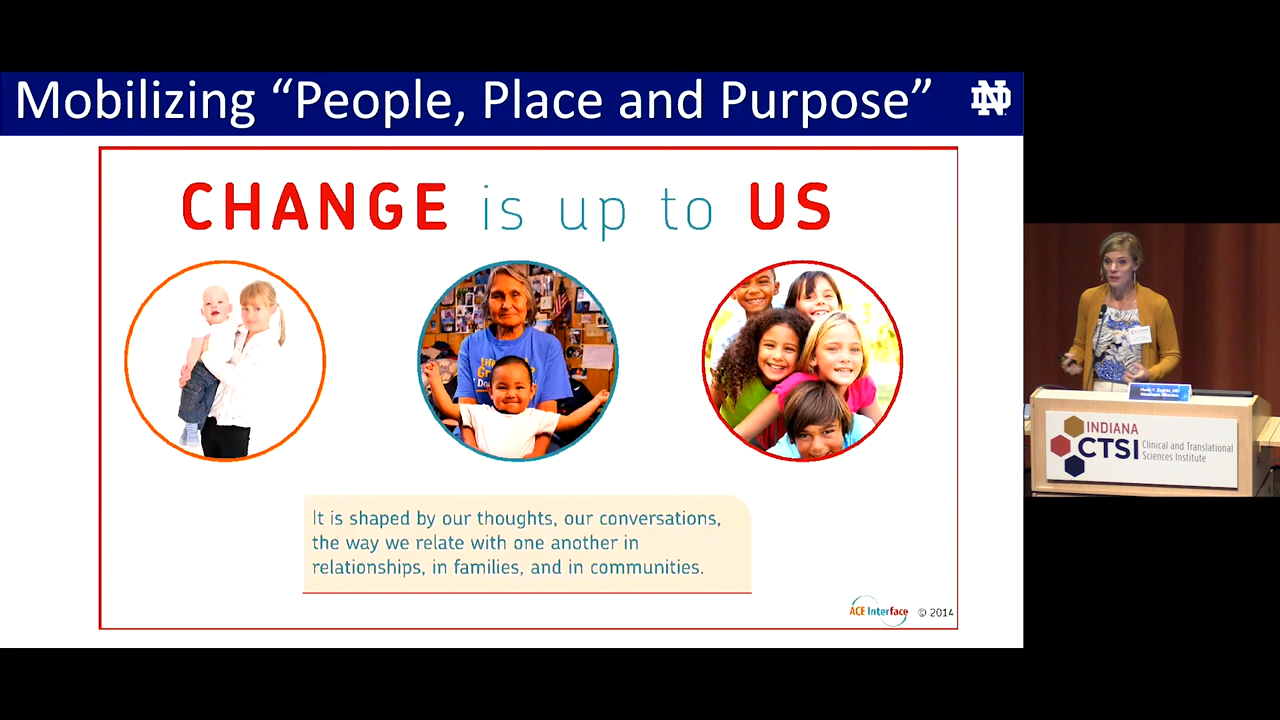 Mobilizing “People, Place and Purpose”
CHANGE is up to US
It is shaped by our thoughts, our conversations,
the way we relate with one another in
relationships, in families, and in communities.
ACE Interface © 2014
INDIANA
CTSI
Clinical and Translational
Sciences Institute